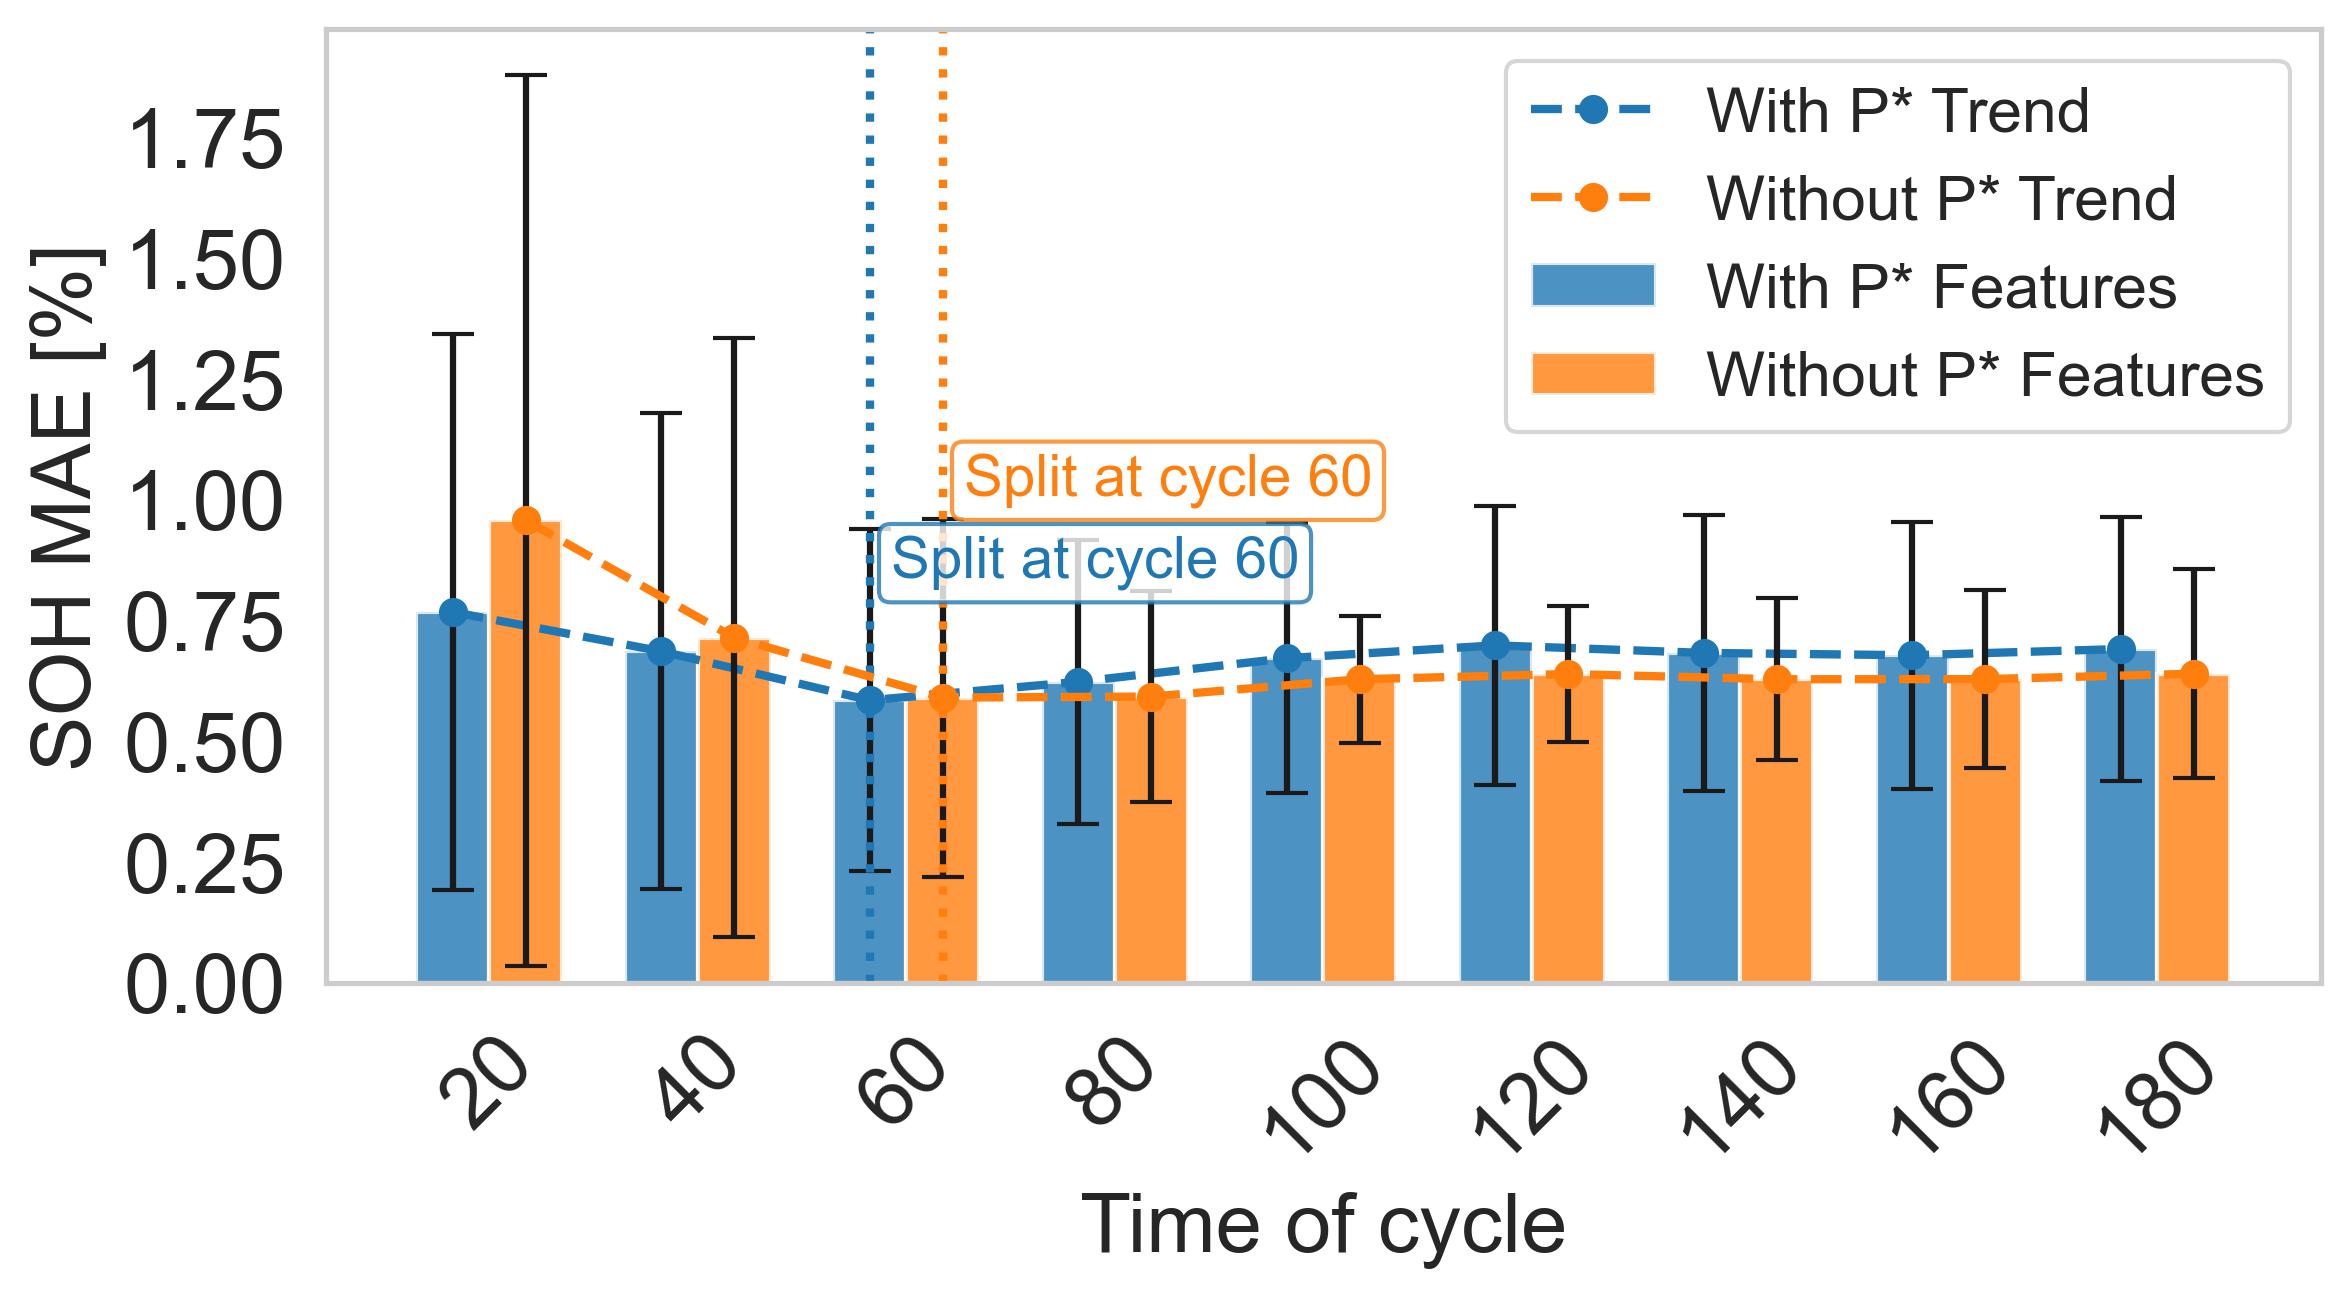 SOH MAE [%]
1.75
1.50
1.25
1.00
0.75
0.50
0.25
0.00
With P* Trend
Without P* Trend
With P* Features
Without P* Features
Split at cycle 60
Split at cycle 60
20
40
60
80
100
120
140
160
180
Time of cycle